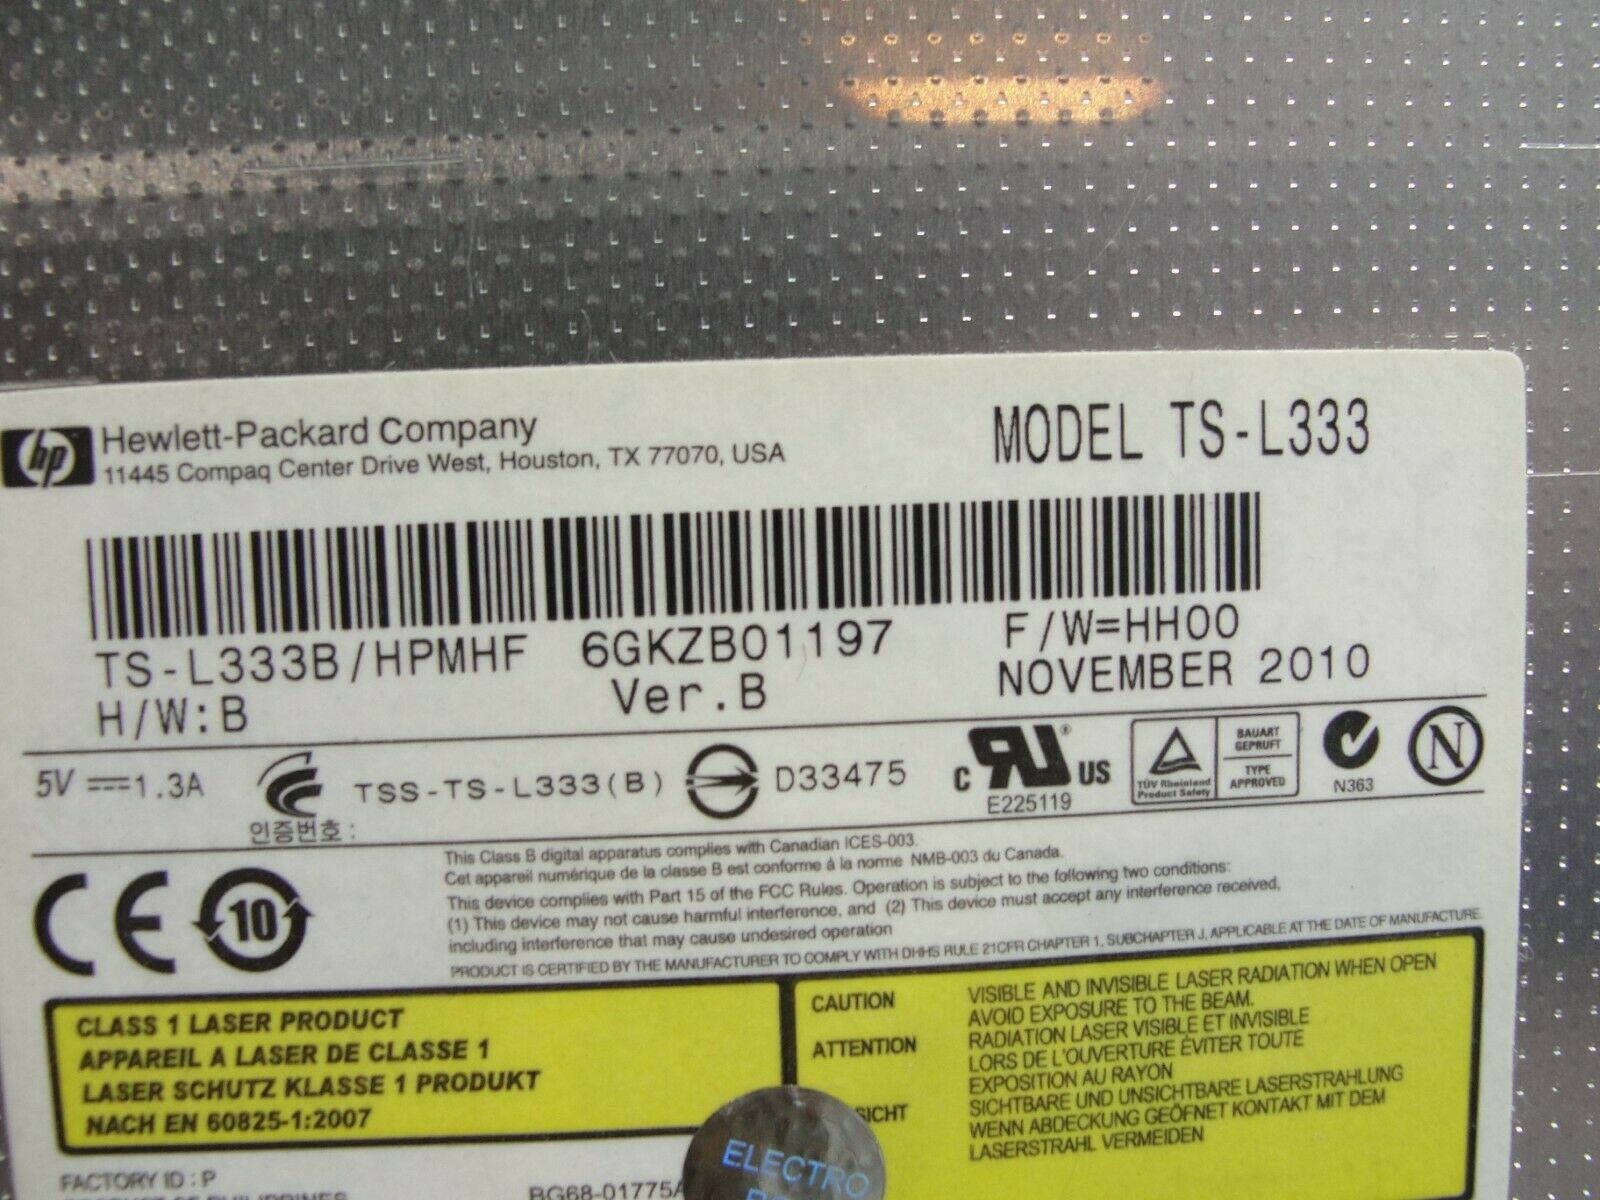 hp Hewlett-Packard Company
11445 Compaq Center Drive West, Houston, TX 77070, USA
MODEL TS-L333
TS-L333B/HPMHF 6GKZB01197 F/W=HH00
H/W:B Ver.B NOVEMBER 2010
5V 1.3A TSS-TS-L333(B) D33475
인증번호:
C RU ® US
E225119
TÜV Rheinland
Product Safety
BAUART
GEPRUFT
TYPE
APPROVED
N363
N
CE 10
This Class B digital apparatus complies with Canadian ICES-003.
Cet appareil numérique de la classe B est conforme à la norme NMB-003 du Canada.
This device complies with Part 15 of the FCC Rules. Operation is subject to the following two conditions:
(1) This device may not cause harmful interference, and (2) This device must accept any interference received,
including interference that may cause undesired operation
PRODUCT IS CERTIFIED BY THE MANUFACTURER TO COMPLY WITH DHHS RULE 21CFR CHAPTER 1, SUBCHAPTER J, APPLICABLE AT THE DATE OF MANUFACTURE.
CLASS 1 LASER PRODUCT
APPAREIL A LASER DE CLASSE 1
LASER SCHUTZ KLASSE 1 PRODUKT
NACH EN 60825-1:2007
CAUTION VISIBLE AND INVISIBLE LASER RADIATION WHEN OPEN
AVOID EXPOSURE TO THE BEAM.
ATTENTION RADIATION LASER VISIBLE ET INVISIBLE
LORS DE L'OUVERTURE ÉVITER TOUTE
EXPOSITION AU RAYON
SICHT SICHTBARE UND UNSICHTBARE LASERSTRAHLUNG
WENN ABDECKUNG GEÖFNET KONTAKT MIT DEM
LASERSTRAHL VERMEIDEN
FACTORY ID : P
PRODUCT OF PHILIPPINES
BG68-01775A
ELECTRO